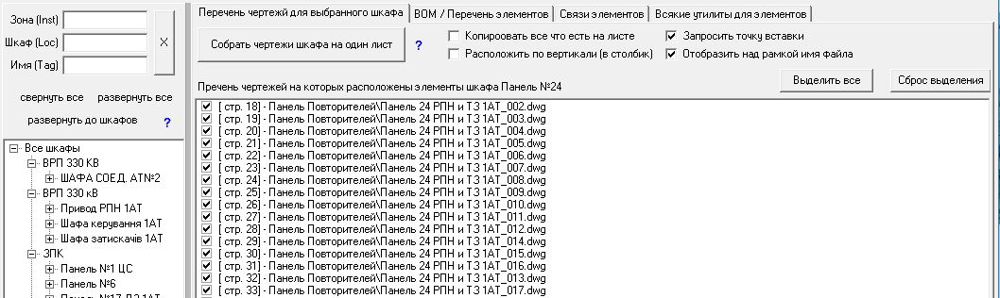 Зона (Inst)
Шкаф (Loc)
Имя (Tag)
X
свернуть все развернуть все
развернуть до шкафов ?
Все шкафы
ВРП 330 КВ
ШАФА СОЕД. АТ№2
ВРП 330 кВ
Привод РПН 1АТ
Шафа керування 1АТ
Шафа затискачів 1АТ
ЗПК
Панель №1 ЦС
Панель №6
Перечень чертежй для выбранного шкафа
BOM / Перечень элементов
Связи элементов
Всякие утилиты для элементов
Собрать чертежи шкафа на один лист
?
Копировать все что есть на листе
Расположить по вертикали (в столбик)
Запросить точку вставки
Отобразить над рамкой имя файла
Пречень чертежей на которых расположены элементы шкафа Панель №24
Выделить все
Сброс выделения
[ стр. 18] - Панель Повторителей\Панель 24 РПН и ТЗ 1АТ_002.dwg
[ стр. 19] - Панель Повторителей\Панель 24 РПН и ТЗ 1АТ_003.dwg
[ стр. 20] - Панель Повторителей\Панель 24 РПН и ТЗ 1АТ_004.dwg
[ стр. 21] - Панель Повторителей\Панель 24 РПН и ТЗ 1АТ_005.dwg
[ стр. 22] - Панель Повторителей\Панель 24 РПН и ТЗ 1АТ_006.dwg
[ стр. 23] - Панель Повторителей\Панель 24 РПН и ТЗ 1АТ_007.dwg
[ стр. 24] - Панель Повторителей\Панель 24 РПН и ТЗ 1АТ_008.dwg
[ стр. 25] - Панель Повторителей\Панель 24 РПН и ТЗ 1АТ_009.dwg
[ стр. 26] - Панель Повторителей\Панель 24 РПН и ТЗ 1АТ_010.dwg
[ стр. 27] - Панель Повторителей\Панель 24 РПН и ТЗ 1АТ_011.dwg
[ стр. 28] - Панель Повторителей\Панель 24 РПН и ТЗ 1АТ_012.dwg
[ стр. 29] - Панель Повторителей\Панель 24 РПН и ТЗ 1АТ_014.dwg
[ стр. 30] - Панель Повторителей\Панель 24 РПН и ТЗ 1АТ_015.dwg
[ стр. 31] - Панель Повторителей\Панель 24 РПН и ТЗ 1АТ_016.dwg
[ стр. 32] - Панель Повторителей\Панель 24 РПН и ТЗ 1АТ_013.dwg
[ стр. 33] - Панель Повторителей\Панель 24 РПН и ТЗ 1АТ_017.dwg